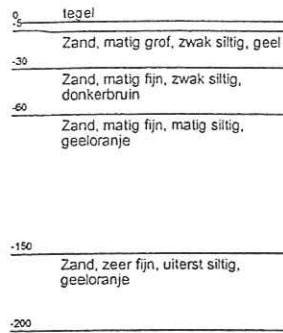 0 tegel
-5
Zand, matig grof, zwak siltig, geel
-30
Zand, matig fijn, zwak siltig,
donkerbruin
-60
Zand, matig fijn, matig siltig,
geeloranje
-150
Zand, zeer fijn, uiterst siltig,
geeloranje
-200